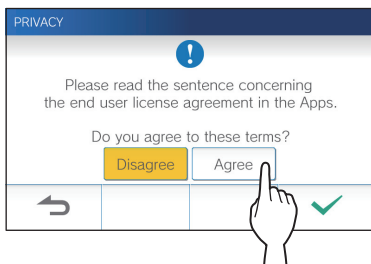 PRIVACY
Please read the sentence concerning
the end user license agreement in the Apps.
Do you agree to these terms?
Disagree Agree